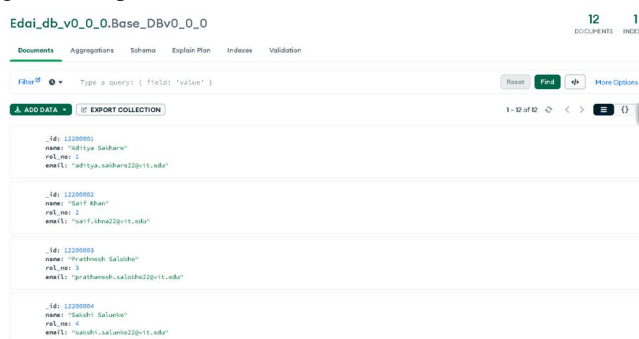 Edai_db_v0_0_0.Base_DBv0_0_0
12 1
DOCUMENTS INDEX
Documents Aggregations Schema Explain Plan Indexes Validation
Filter Type a query: { field: 'value' } Reset Find </> More Options
ADD DATA EXPORT COLLECTION 1 – 12 of 12 {}
_id: 12200001
name: "Aditya Sakhare"
rol_no: 1
email: "aditya.sakhare22@vit.edu"
_id: 12200002
name: "Saif Khan"
rol_no: 2
email: "saif.khna22@vit.edu"
_id: 12200003
name: "Prathmesh Salokhe"
rol_no: 3
email: "prathamesh.salokhe22@vit.edu"
_id: 12200004
name: "Sakshi Salunke"
rol_no: 4
email: "sakshi.salunke22@vit.edu"